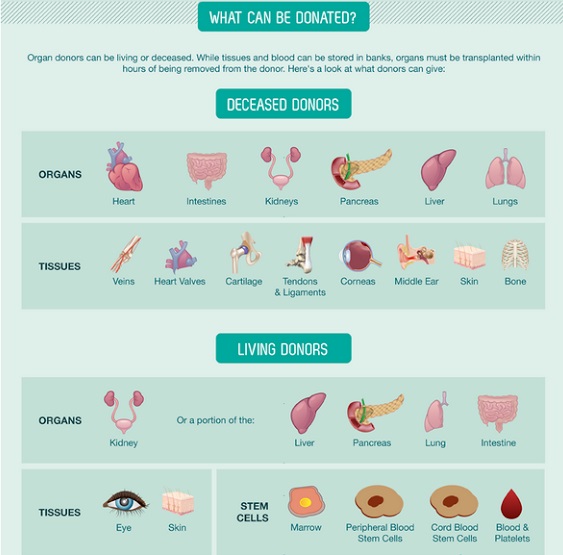 WHAT CAN BE DONATED?
Organ donors can be living or deceased. While tissues and blood can be stored in banks, organs must be transplanted within
hours of being removed from the donor. Here's a look at what donors can give:
DECEASED DONORS
ORGANS
Heart
Intestines
Kidneys
Pancreas
Liver
Lungs
TISSUES
Veins
Heart Valves
Cartilage
Tendons
& Ligaments
Corneas
Middle Ear
Skin
Bone
LIVING DONORS
ORGANS
Kidney
Or a portion of the:
Liver
Pancreas
Lung
Intestine
TISSUES
Eye
Skin
STEM
CELLS
Marrow
Peripheral Blood
Stem Cells
Cord Blood
Stem Cells
Blood &
Platelets